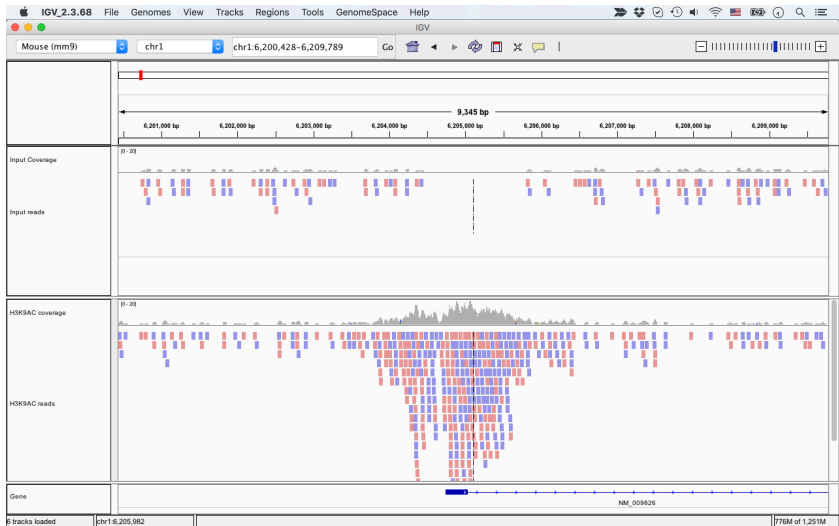 IGV_2.3.68 File Genomes View Tracks Regions Tools GenomeSpace Help
IGV
Mouse (mm9) chr1 chr1:6,200,428-6,209,789 Go
9,345 bp
6,201,000 bp 6,202,000 bp 6,203,000 bp 6,204,000 bp 6,205,000 bp 6,206,000 bp 6,207,000 bp 6,208,000 bp 6,209,000 bp
[0 - 20]
Input Coverage
Input reads
[0 - 20]
H3K9AC coverage
H3K9AC reads
Gene
NM_009826
6 tracks loaded chr1:6,205,982 776M of 1,251M